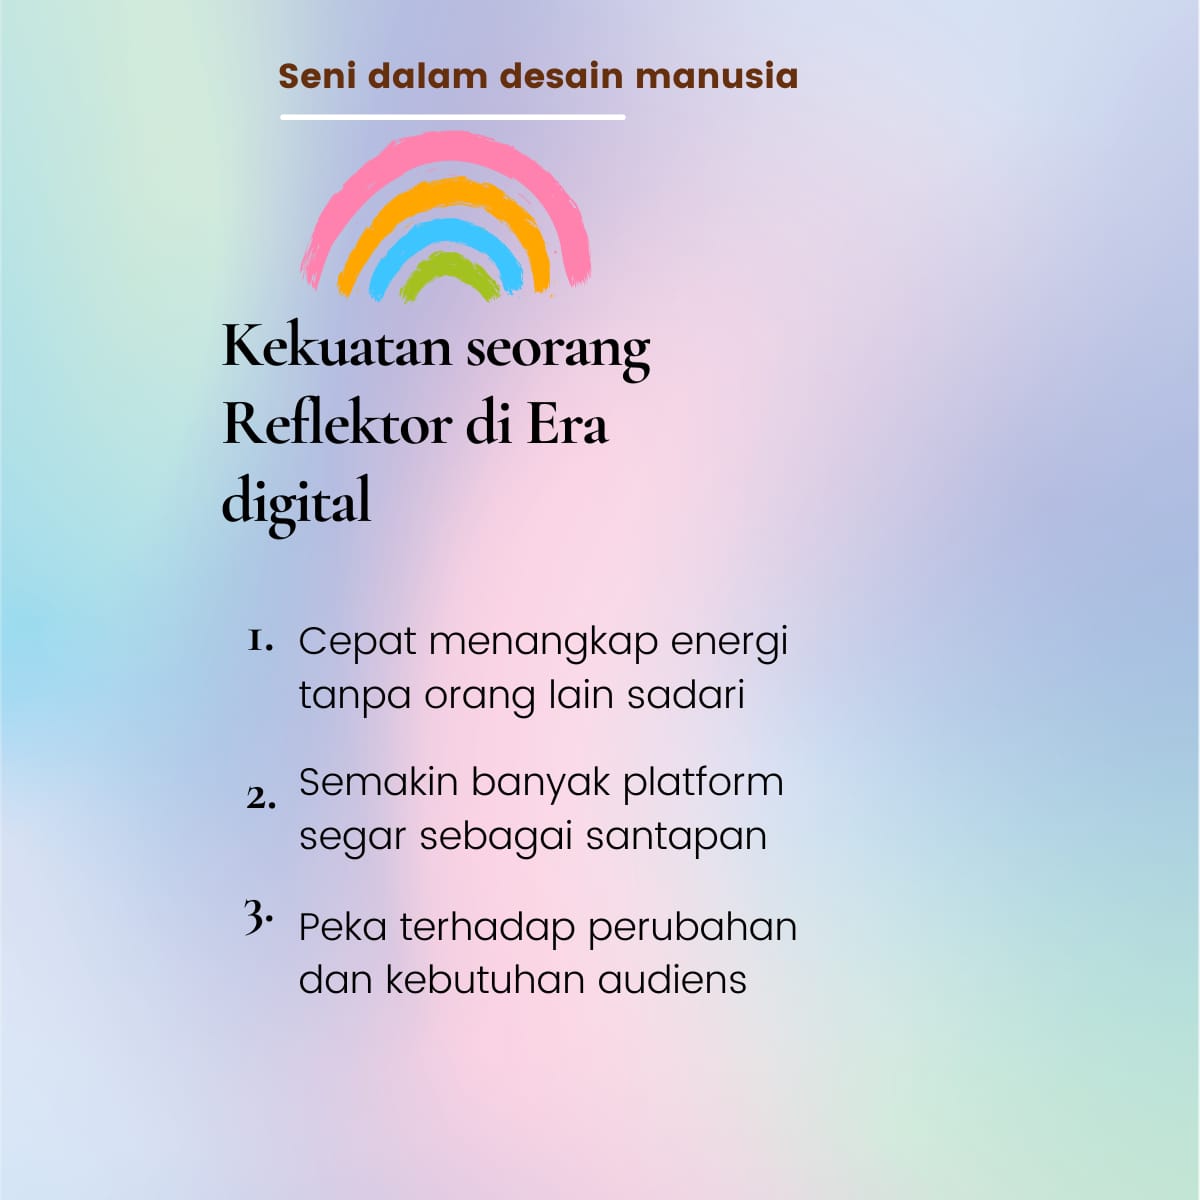 Seni dalam desain manusia
Kekuatan seorang
Reflektor di Era
digital
1. Cepat menangkap energi
tanpa orang lain sadari
2. Semakin banyak platform
segar sebagai santapan
3. Peka terhadap perubahan
dan kebutuhan audiens